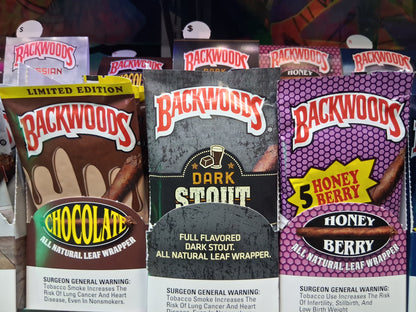 $
$
BACKWOODS
SSIAN
BACKWOODS
DARK
BACKWOODS
HONEY
BACKWOODS
LIMITED EDITION
BACKWOODS
CHOCOLATE
ALL NATURAL LEAF WRAPPER
SURGEON GENERAL WARNING:
Tobacco Smoke Increases The
Risk Of Lung Cancer And Heart
Disease, Even In Nonsmokers.
BACKWOODS
DARK
STOUT
FULL FLAVORED
DARK STOUT.
ALL NATURAL LEAF WRAPPER.
SURGEON GENERAL WARNING:
Tobacco Smoke Increases The
Risk Of Lung Cancer And Heart
BACKWOODS
5 HONEY
BERRY
HONEY
BERRY
ALL NATURAL LEAF WRAPPER
SURGEON GENERAL WARNING:
Tobacco Use Increases The Risk
Of Infertility, Stillbirth, And
Low Birth Weight